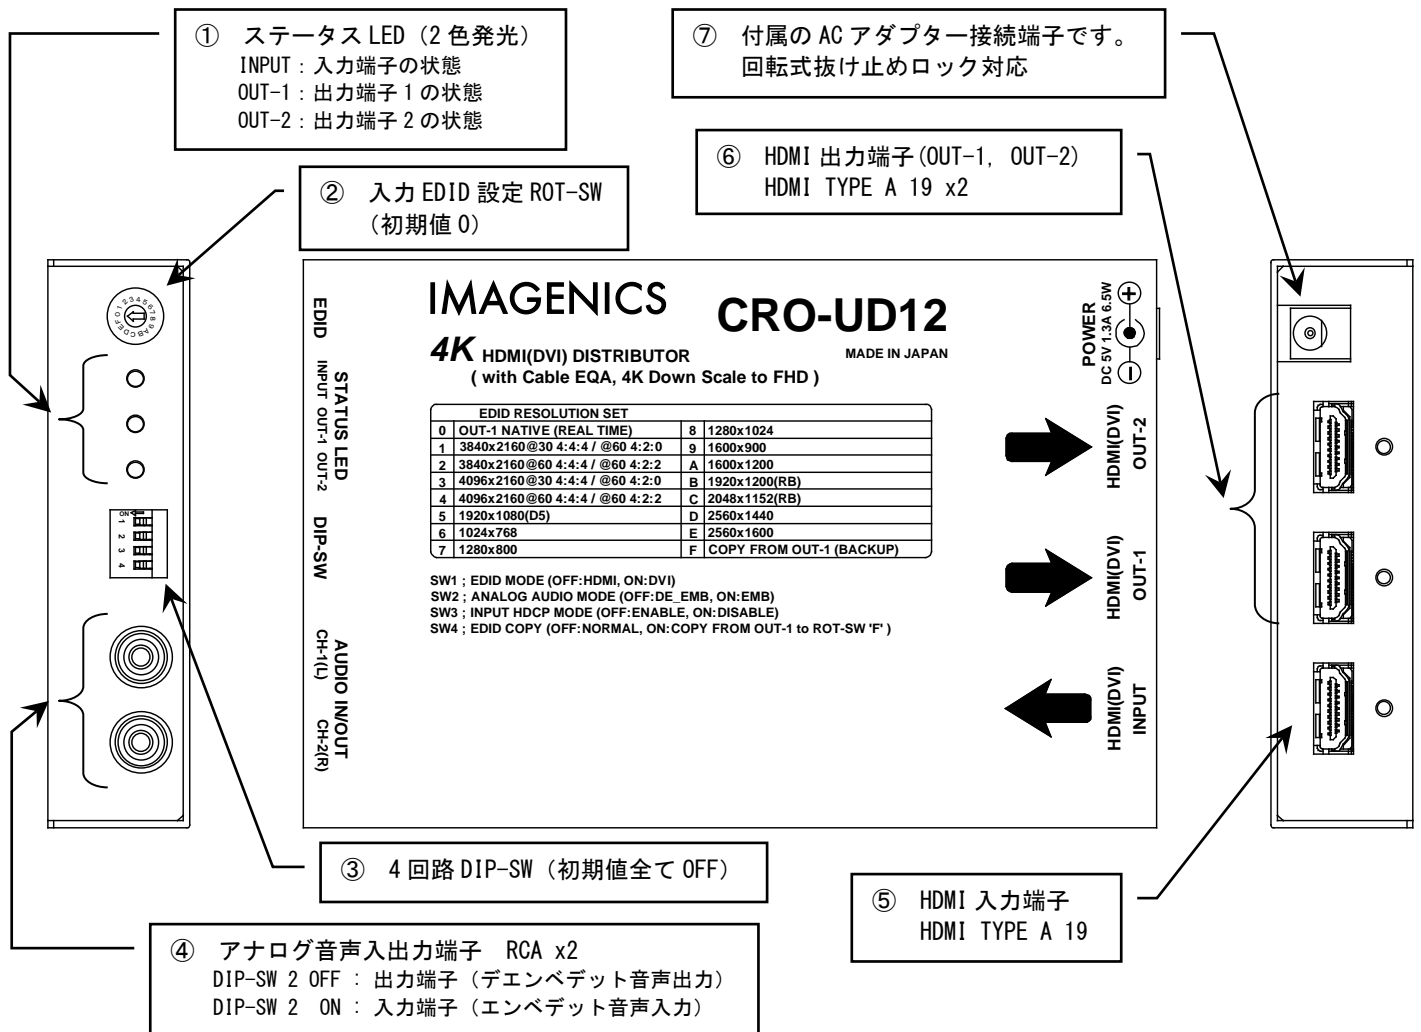 ① ステータス LED（2 色発光）
INPUT：入力端子の状態
OUT-1：出力端子 1 の状態
OUT-2：出力端子 2 の状態
⑦ 付属の AC アダプター接続端子です。
回転式抜け止めロック対応
⑥ HDMI 出力端子(OUT-1, OUT-2)
HDMI TYPE A 19 x2
② 入力 EDID 設定 ROT-SW
（初期値 0）
0123456789ABCDEF
EDID
STATUS LED
INPUT OUT-1 OUT-2
DIP-SW
ON
1 2 3 4
AUDIO IN/OUT
CH-1(L) CH-2(R)
IMAGENICS
CRO-UD12
4K HDMI(DVI) DISTRIBUTOR
MADE IN JAPAN
( with Cable EQA, 4K Down Scale to FHD )
POWER
DC 5V 1.3A 6.5W
EDID RESOLUTION SET
0 OUT-1 NATIVE (REAL TIME) 8 1280x1024
1 3840x2160@30 4:4:4 / @60 4:2:0 9 1600x900
2 3840x2160@60 4:4:4 / @60 4:2:2 A 1600x1200
3 4096x2160@30 4:4:4 / @60 4:2:0 B 1920x1200(RB)
4 4096x2160@60 4:4:4 / @60 4:2:2 C 2048x1152(RB)
5 1920x1080(D5) D 2560x1440
6 1024x768 E 2560x1600
7 1280x800 F COPY FROM OUT-1 (BACKUP)
SW1 ; EDID MODE (OFF:HDMI, ON:DVI)
SW2 ; ANALOG AUDIO MODE (OFF:DE_EMB, ON:EMB)
SW3 ; INPUT HDCP MODE (OFF:ENABLE, ON:DISABLE)
SW4 ; EDID COPY (OFF:NORMAL, ON:COPY FROM OUT-1 to ROT-SW 'F' )
HDMI(DVI)
OUT-2
HDMI(DVI)
OUT-1
HDMI(DVI)
INPUT
③ 4 回路 DIP-SW（初期値全て OFF）
⑤ HDMI 入力端子
HDMI TYPE A 19
④ アナログ音声入出力端子 RCA x2
DIP-SW 2 OFF : 出力端子（デエンベデット音声出力）
DIP-SW 2 ON : 入力端子（エンベデット音声入力）